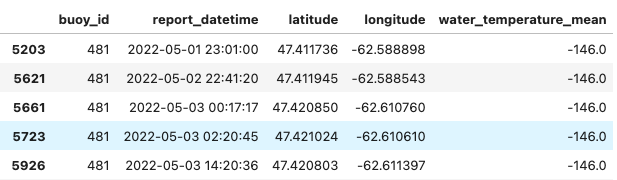 buoy_id report_datetime latitude longitude water_temperature_mean
5203 481 2022-05-01 23:01:00 47.411736 -62.588898 -146.0
5621 481 2022-05-02 22:41:20 47.411945 -62.588543 -146.0
5661 481 2022-05-03 00:17:17 47.420850 -62.610760 -146.0
5723 481 2022-05-03 02:20:45 47.421024 -62.610610 -146.0
5926 481 2022-05-03 14:20:36 47.420803 -62.611397 -146.0